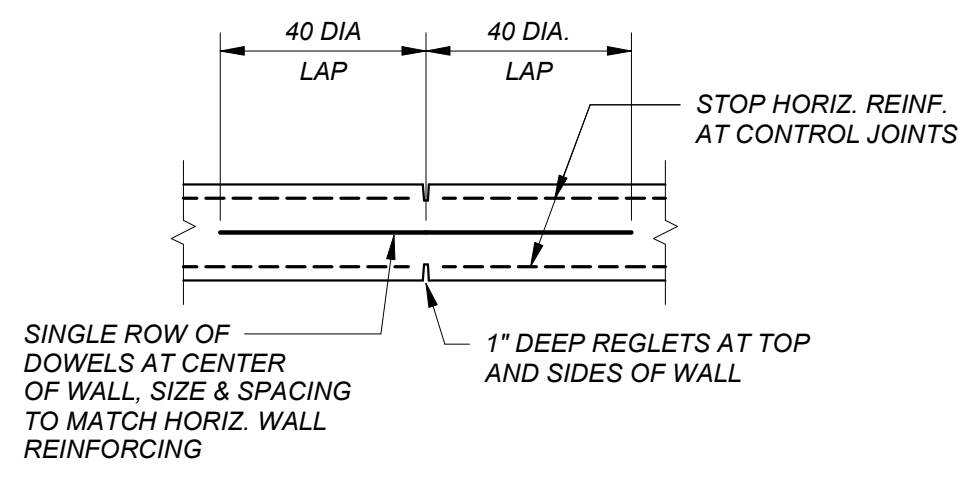 40 DIA
LAP
40 DIA.
LAP
STOP HORIZ. REINF.
AT CONTROL JOINTS
SINGLE ROW OF
DOWELS AT CENTER
OF WALL, SIZE & SPACING
TO MATCH HORIZ. WALL
REINFORCING
1" DEEP REGLETS AT TOP
AND SIDES OF WALL